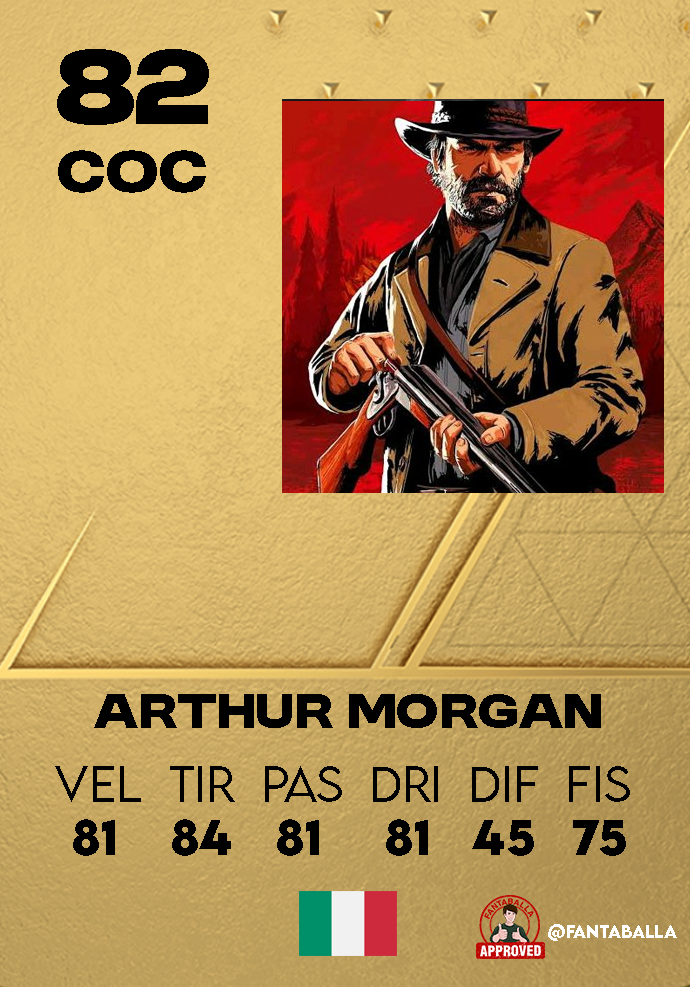 82
COC
ARTHUR MORGAN
VEL TIR PAS DRI DIF FIS
81 84 81 81 45 75
FANTABALLA
APPROVED
@FANTABALLA